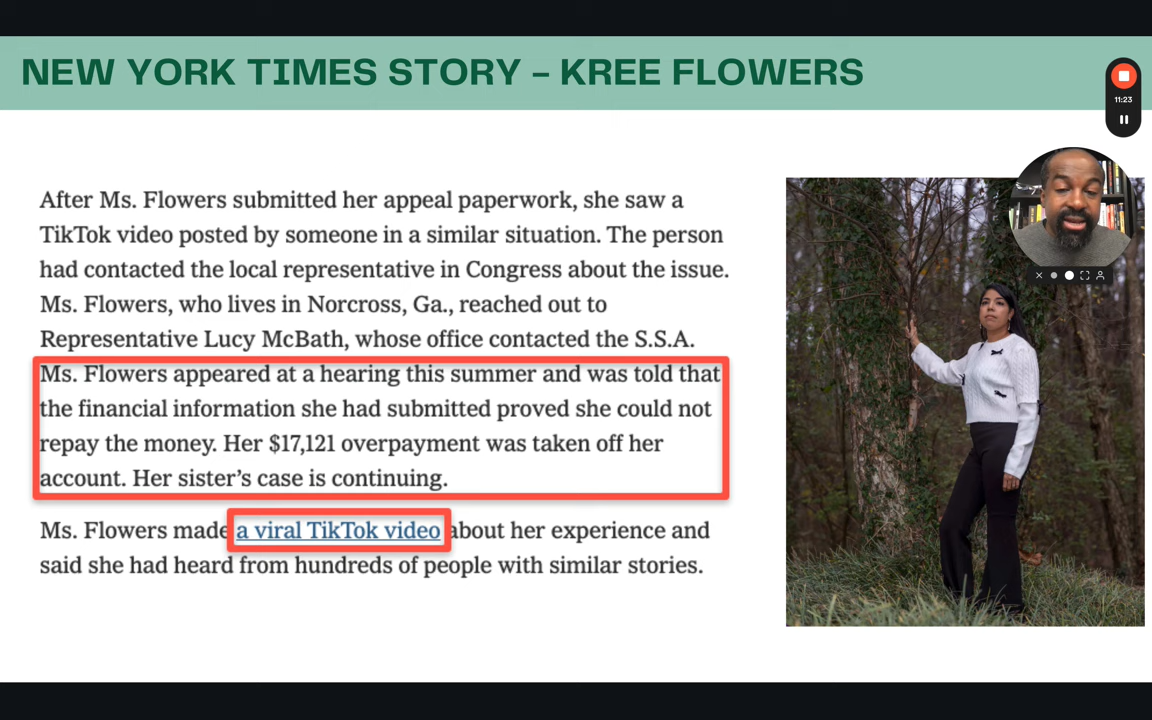 NEW YORK TIMES STORY – KREE FLOWERS
11:23
After Ms. Flowers submitted her appeal paperwork, she saw a
TikTok video posted by someone in a similar situation. The person
had contacted the local representative in Congress about the issue.
Ms. Flowers, who lives in Norcross, Ga., reached out to
Representative Lucy McBath, whose office contacted the S.S.A.
Ms. Flowers appeared at a hearing this summer and was told that
the financial information she had submitted proved she could not
repay the money. Her $17,121 overpayment was taken off her
account. Her sister’s case is continuing.
Ms. Flowers made a viral TikTok video about her experience and
said she had heard from hundreds of people with similar stories.